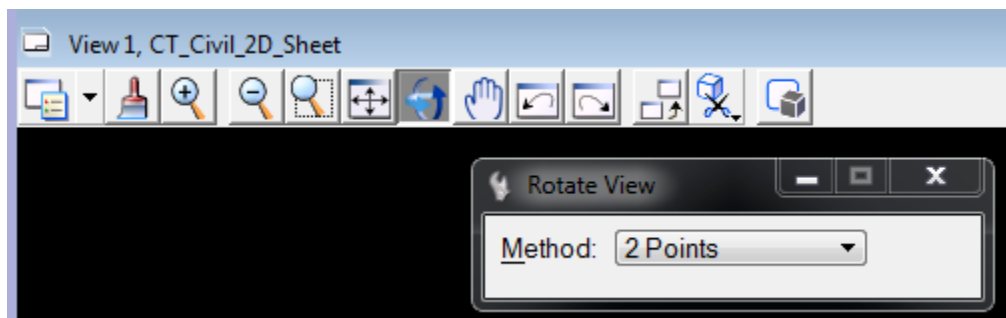 View 1, CT_Civil_2D_Sheet
Rotate View
Method: 2 Points